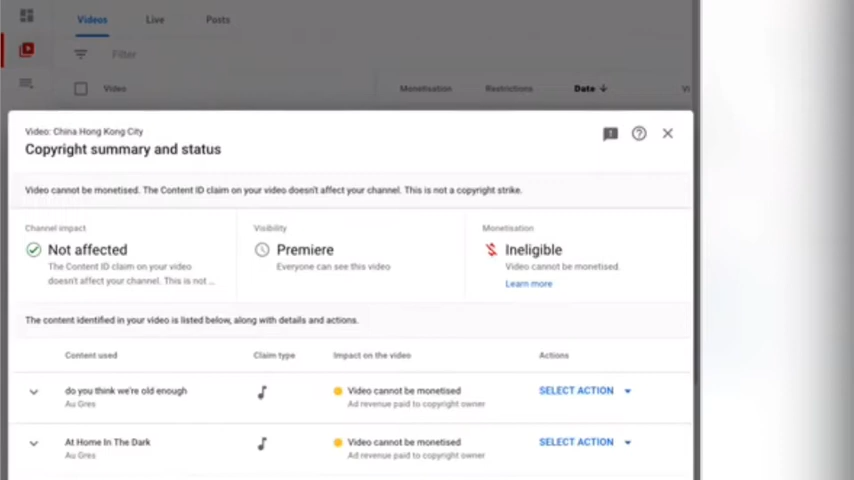 Videos Live Posts
Filter
Video Monetisation Restrictions Date Vi
Video: China Hong Kong City
Copyright summary and status
Video cannot be monetised. The Content ID claim on your video doesn't affect your channel. This is not a copyright strike.
Channel impact Visibility Monetisation
Not affected Premiere Ineligible
The Content ID claim on your video Everyone can see this video Video cannot be monetised.
doesn't affect your channel. This is not ... Learn more
The content identified in your video is listed below, along with details and actions.
Content used Claim type Impact on the video Actions
do you think we're old enough Video cannot be monetised SELECT ACTION
Au Gres Ad revenue paid to copyright owner
At Home In The Dark Video cannot be monetised SELECT ACTION
Au Gres Ad revenue paid to copyright owner